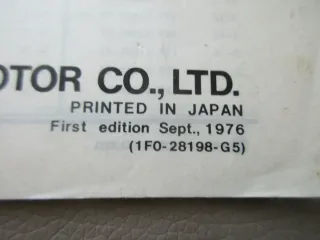 OTOR CO., LTD.
PRINTED IN JAPAN
First edition Sept., 1976
(1F0-28198-G5)